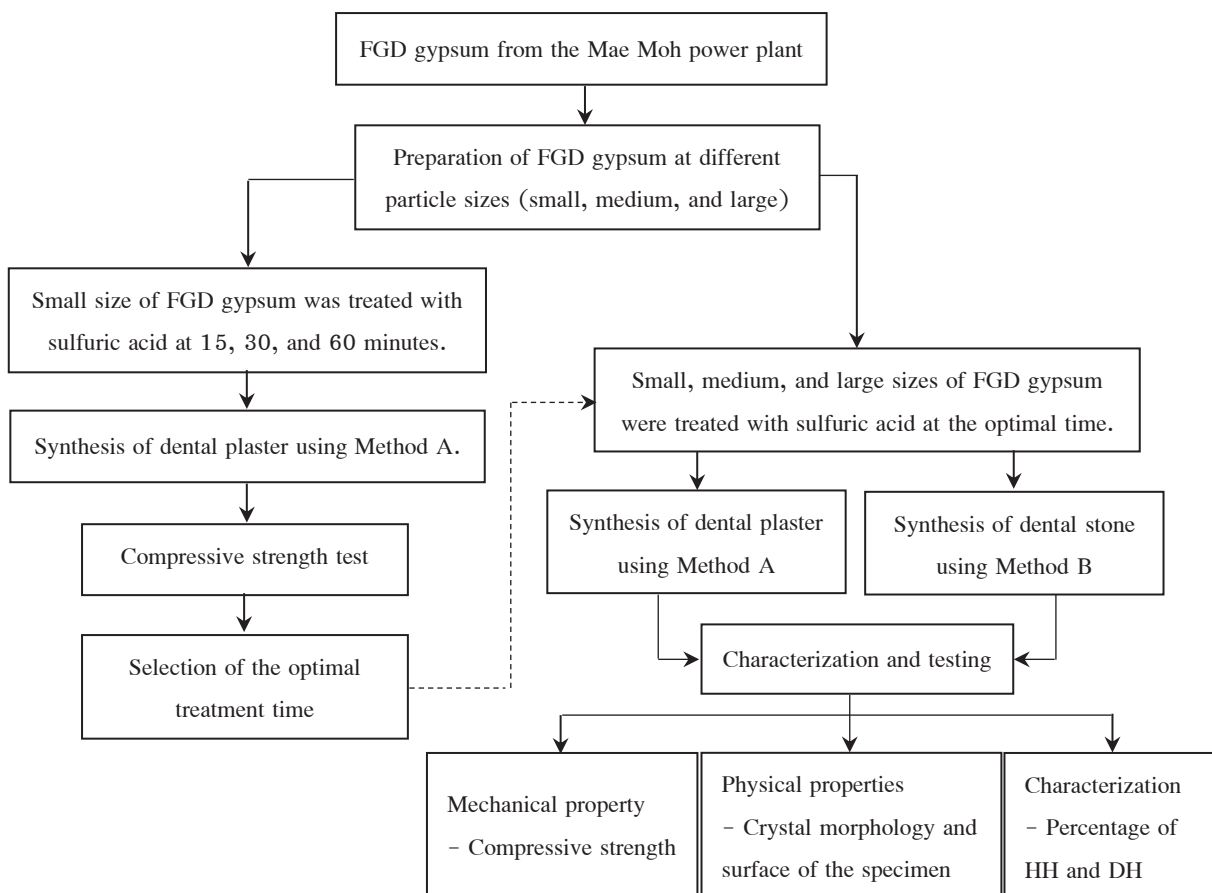 FGD gypsum from the Mae Moh power plant
Preparation of FGD gypsum at different
particle sizes (small, medium, and large)
Small size of FGD gypsum was treated with
sulfuric acid at 15, 30, and 60 minutes.
Synthesis of dental plaster using Method A.
Compressive strength test
Selection of the optimal
treatment time
Small, medium, and large sizes of FGD gypsum
were treated with sulfuric acid at the optimal time.
Synthesis of dental plaster
using Method A
Synthesis of dental stone
using Method B
Characterization and testing
Mechanical property
– Compressive strength
Physical properties
– Crystal morphology and
surface of the specimen
Characterization
– Percentage of
HH and DH